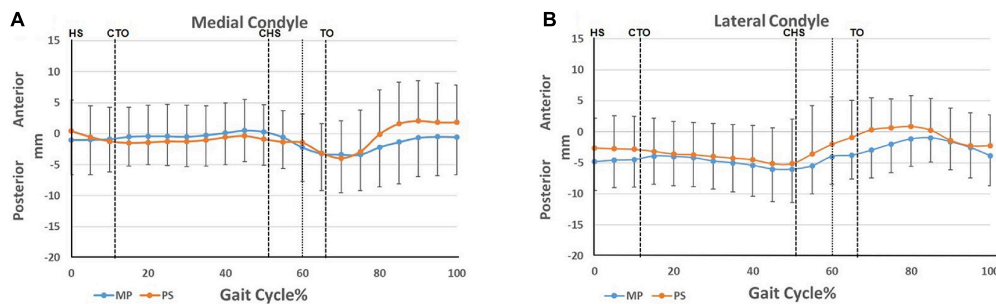 A
Medial Condyle
HS CTO CHS TO
15
10
5
0
-5
-10
-15
-20
Anterior
mm
Posterior
0 20 40 60 80 100
Gait Cycle%
MP PS
B
Lateral Condyle
HS CTO CHS TO
15
10
5
0
-5
-10
-15
-20
Anterior
mm
Posterior
0 20 40 60 80 100
Gait Cycle%
MP PS